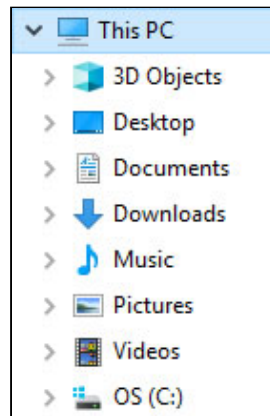 This PC
3D Objects
Desktop
Documents
Downloads
Music
Pictures
Videos
OS (C:)